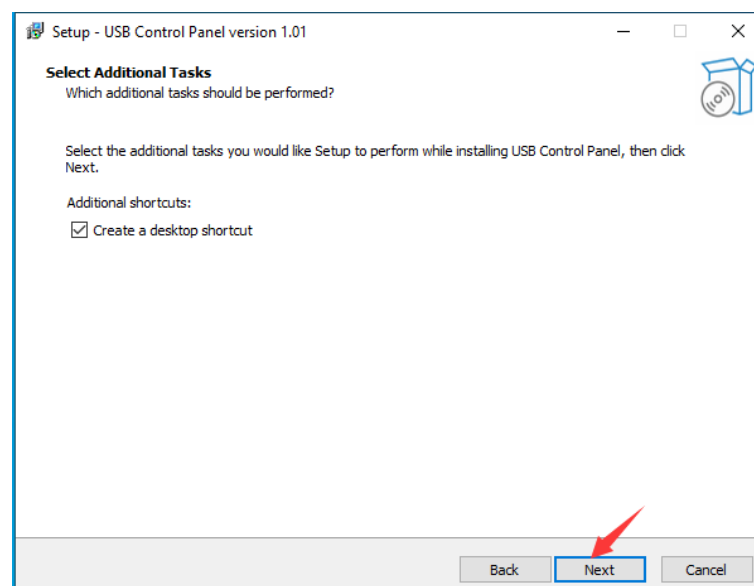 Setup - USB Control Panel version 1.01
Select Additional Tasks
Which additional tasks should be performed?
Select the additional tasks you would like Setup to perform while installing USB Control Panel, then click
Next.
Additional shortcuts:
Create a desktop shortcut
Back Next Cancel